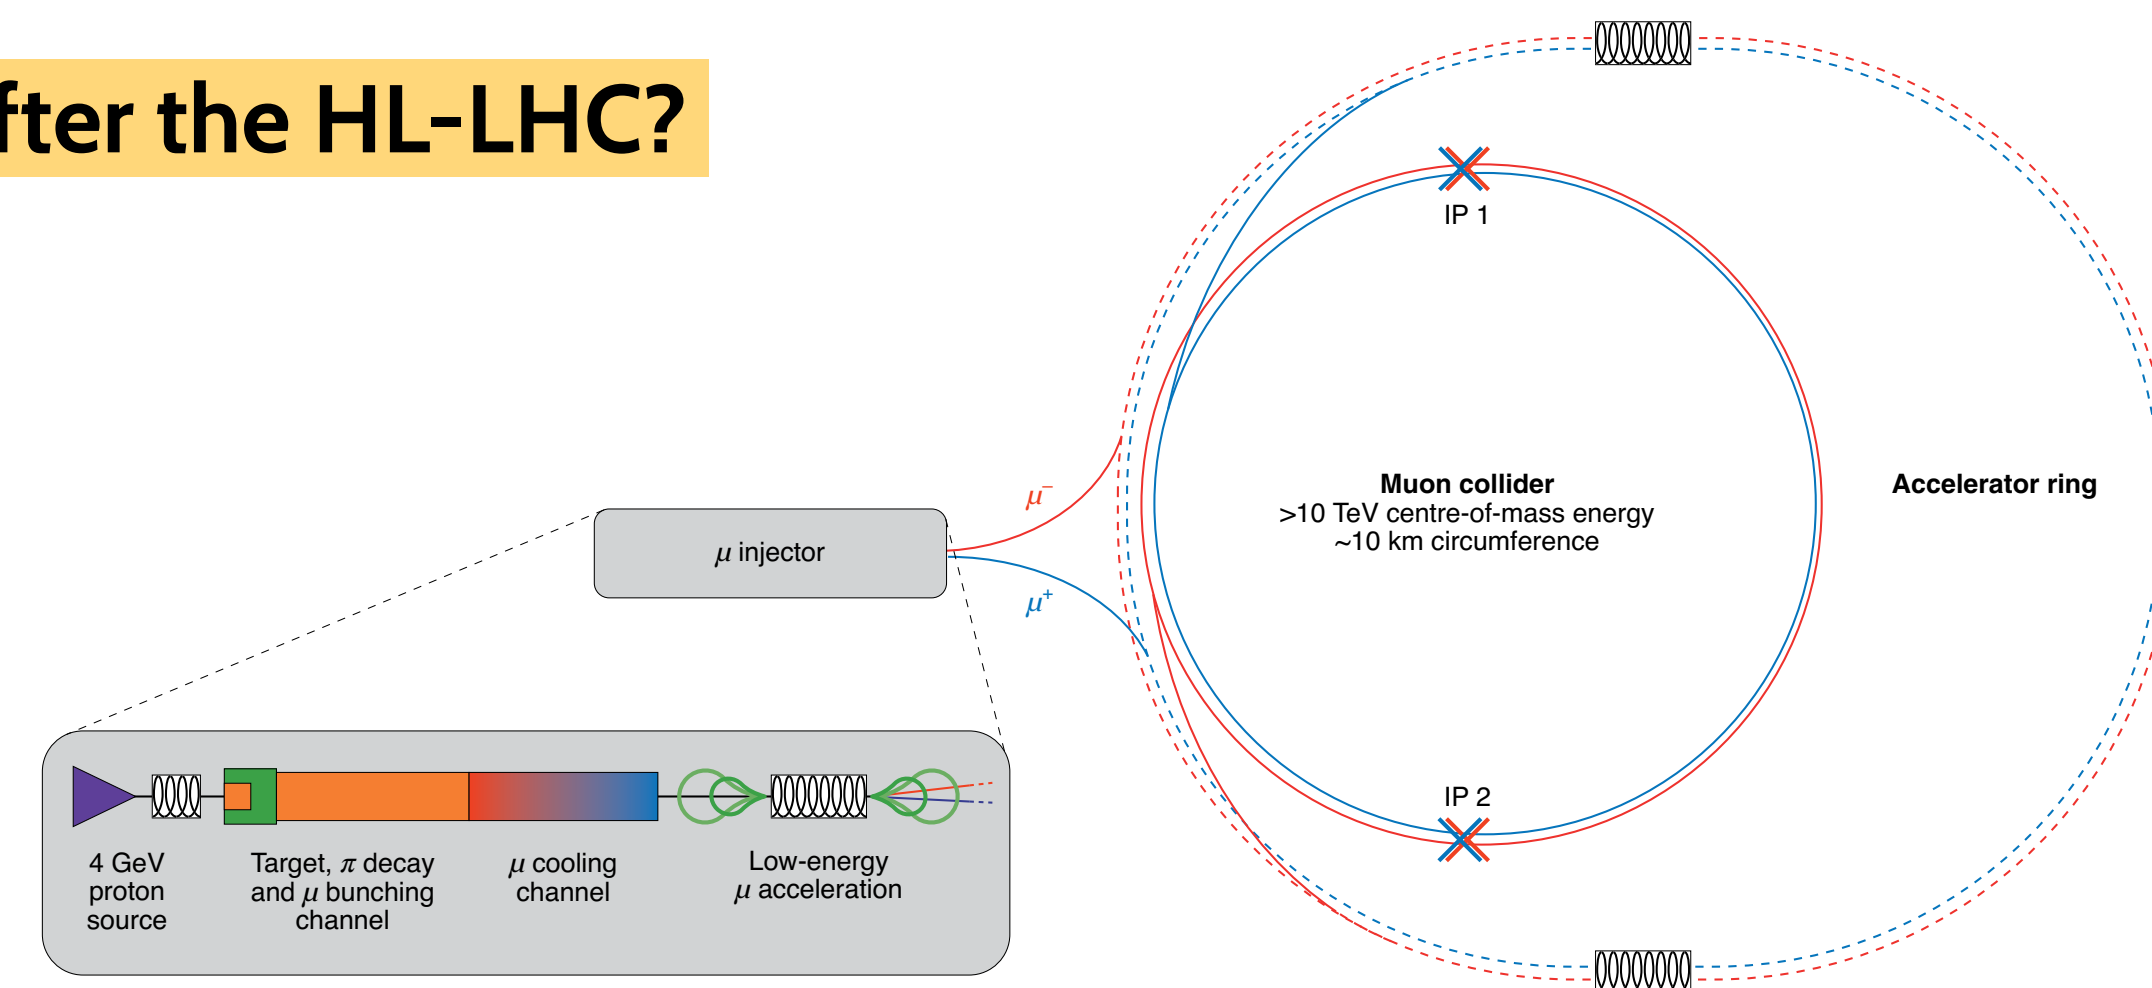 fter the HL-LHC?
IP 1
μ−
μ+
μ injector
Muon collider
>10 TeV centre-of-mass energy
~10 km circumference
Accelerator ring
IP 2
4 GeV
proton
source
Target, π decay
and μ bunching
channel
μ cooling
channel
Low-energy
μ acceleration